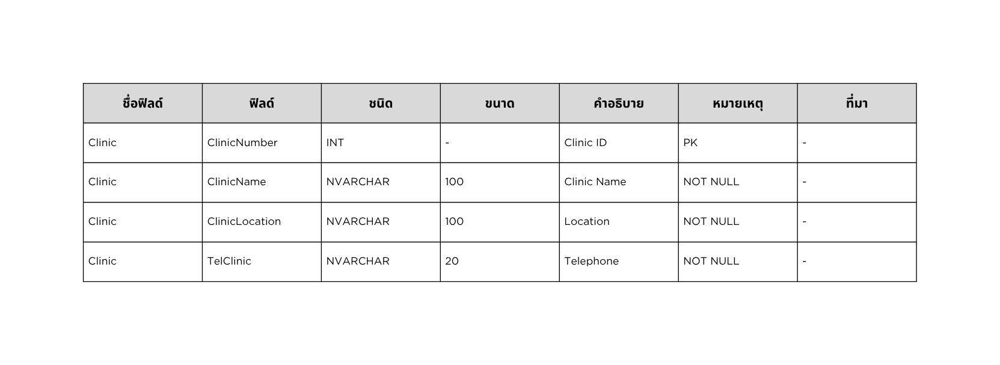 ชื่อฟิลด์ ฟิลด์ ชนิด ขนาด คำอธิบาย หมายเหตุ ที่มา
Clinic ClinicNumber INT - Clinic ID PK -
Clinic ClinicName NVARCHAR 100 Clinic Name NOT NULL -
Clinic ClinicLocation NVARCHAR 100 Location NOT NULL -
Clinic TelClinic NVARCHAR 20 Telephone NOT NULL -